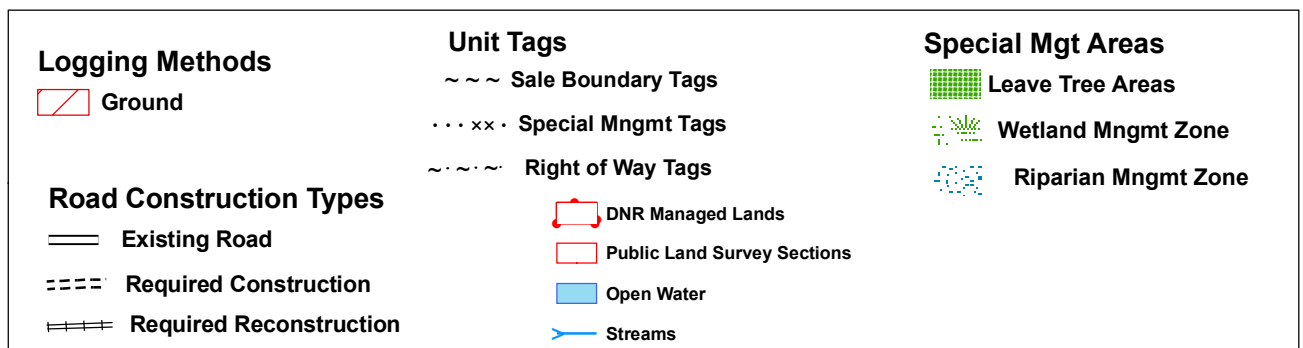 Logging Methods
Ground
Road Construction Types
Existing Road
Required Construction
Required Reconstruction
Unit Tags
Sale Boundary Tags
Special Mngmt Tags
Right of Way Tags
DNR Managed Lands
Public Land Survey Sections
Open Water
Streams
Special Mgt Areas
Leave Tree Areas
Wetland Mngmt Zone
Riparian Mngmt Zone